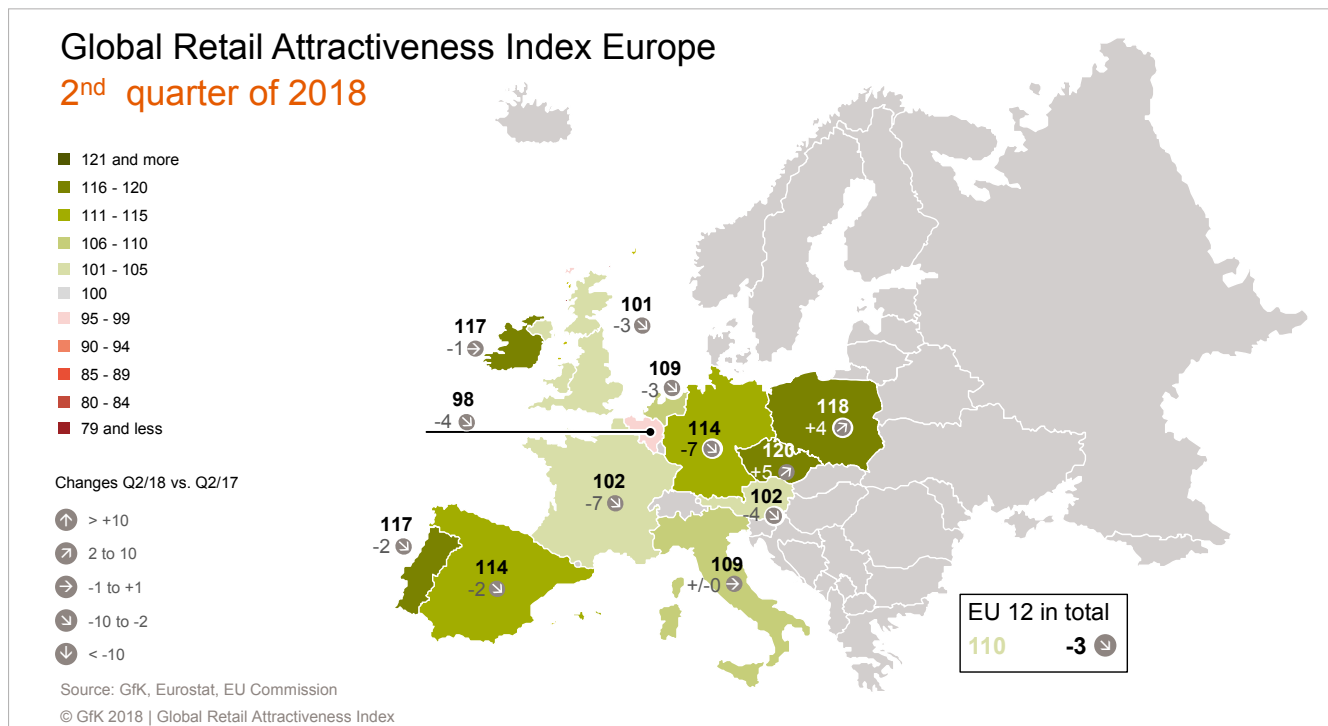 Global Retail Attractiveness Index Europe
2nd quarter of 2018
121 and more
116 - 120
111 - 115
106 - 110
101 - 105
100
95 - 99
90 - 94
85 - 89
80 - 84
79 and less
Changes Q2/18 vs. Q2/17
> +10
2 to 10
-1 to +1
-10 to -2
< -10
101
-3
117
-1
109
-3
98
-4
118
+4
114
-7
120
+5
102
-7
102
-4
117
-2
114
-2
109
+/-0
EU 12 in total
110 -3
Source: GfK, Eurostat, EU Commission
© GfK 2018 | Global Retail Attractiveness Index